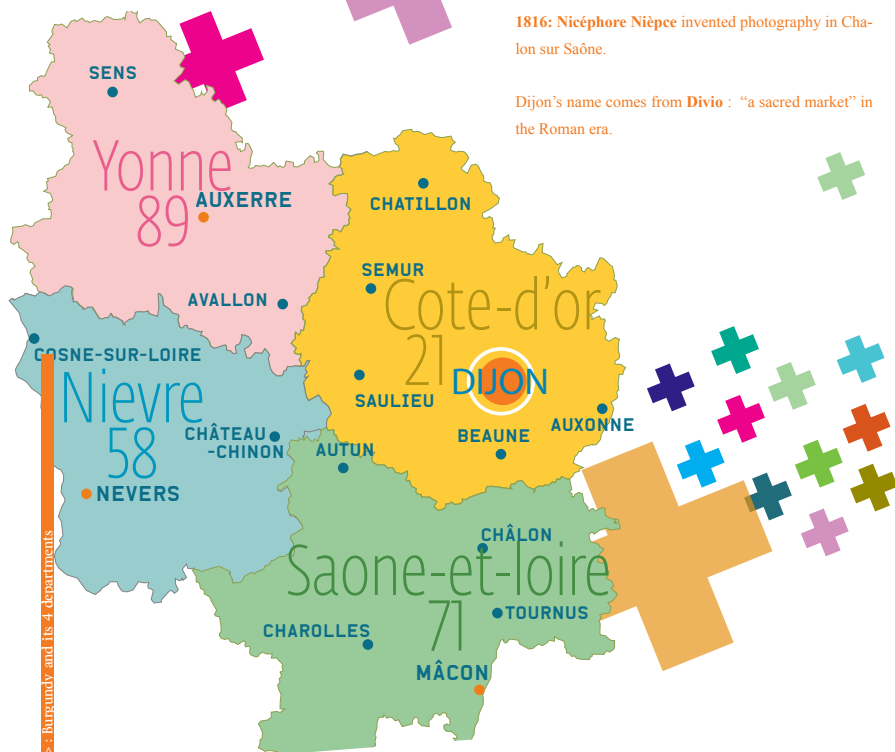 1816: Nicéphore Nièpce invented photography in Cha-
lon sur Saône.
Dijon's name comes from Divio : “a sacred market” in
the Roman era.
SENS
Yonne
89
AUXERRE
AVALLON
CHATILLON
SEMUR
Cote-d'or
21
DIJON
SAULIEU
BEAUNE
AUXONNE
COSNE-SUR-LOIRE
Nievre
58
CHÂTEAU
-CHINON
NEVERS
AUTUN
CHÂLON
Saone-et-loire
71
TOURNUS
CHAROLLES
MÂCON
> : Burgundy and its 4 departments